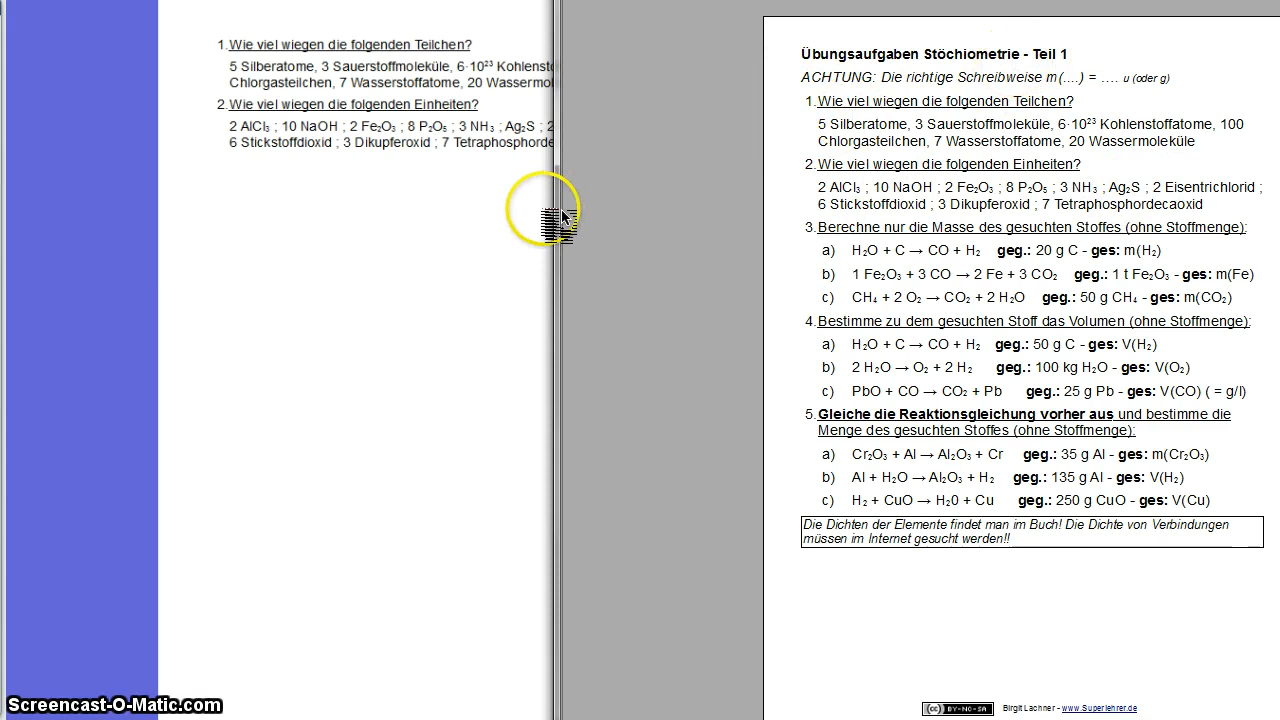 1.Wie viel wiegen die folgenden Teilchen?
5 Silberatome, 3 Sauerstoffmoleküle, 6·10²³ Kohlensto
Chlorgasteilchen, 7 Wasserstoffatome, 20 Wassermol
2.Wie viel wiegen die folgenden Einheiten?
2 AlCl₃ ; 10 NaOH ; 2 Fe₂O₃ ; 8 P₂O₅ ; 3 NH₃ ; Ag₂S ; 2
6 Stickstoffdioxid ; 3 Dikupferoxid ; 7 Tetraphosphorde
Übungsaufgaben Stöchiometrie - Teil 1
ACHTUNG: Die richtige Schreibweise m(....) = .... u (oder g)
1.Wie viel wiegen die folgenden Teilchen?
5 Silberatome, 3 Sauerstoffmoleküle, 6·10²³ Kohlenstoffatome, 100
Chlorgasteilchen, 7 Wasserstoffatome, 20 Wassermoleküle
2.Wie viel wiegen die folgenden Einheiten?
2 AlCl₃ ; 10 NaOH ; 2 Fe₂O₃ ; 8 P₂O₅ ; 3 NH₃ ; Ag₂S ; 2 Eisentrichlorid ;
6 Stickstoffdioxid ; 3 Dikupferoxid ; 7 Tetraphosphordecaoxid
3.Berechne nur die Masse des gesuchten Stoffes (ohne Stoffmenge):
a) H₂O + C → CO + H₂ geg.: 20 g C - ges: m(H₂)
b) 1 Fe₂O₃ + 3 CO → 2 Fe + 3 CO₂ geg.: 1 t Fe₂O₃ - ges: m(Fe)
c) CH₄ + 2 O₂ → CO₂ + 2 H₂O geg.: 50 g CH₄ - ges: m(CO₂)
4.Bestimme zu dem gesuchten Stoff das Volumen (ohne Stoffmenge):
a) H₂O + C → CO + H₂ geg.: 50 g C - ges: V(H₂)
b) 2 H₂O → O₂ + 2 H₂ geg.: 100 kg H₂O - ges: V(O₂)
c) PbO + CO → CO₂ + Pb geg.: 25 g Pb - ges: V(CO) ( = g/l)
5.Gleiche die Reaktionsgleichung vorher aus und bestimme die
Menge des gesuchten Stoffes (ohne Stoffmenge):
a) Cr₂O₃ + Al → Al₂O₃ + Cr geg.: 35 g Al - ges: m(Cr₂O₃)
b) Al + H₂O → Al₂O₃ + H₂ geg.: 135 g Al - ges: V(H₂)
c) H₂ + CuO → H₂0 + Cu geg.: 250 g CuO - ges: V(Cu)
Die Dichten der Elemente findet man im Buch! Die Dichte von Verbindungen
müssen im Internet gesucht werden!!
(cc) BY-NC-SA Birgit Lachner - www.Superlehrer.de
Screencast-O-Matic.com